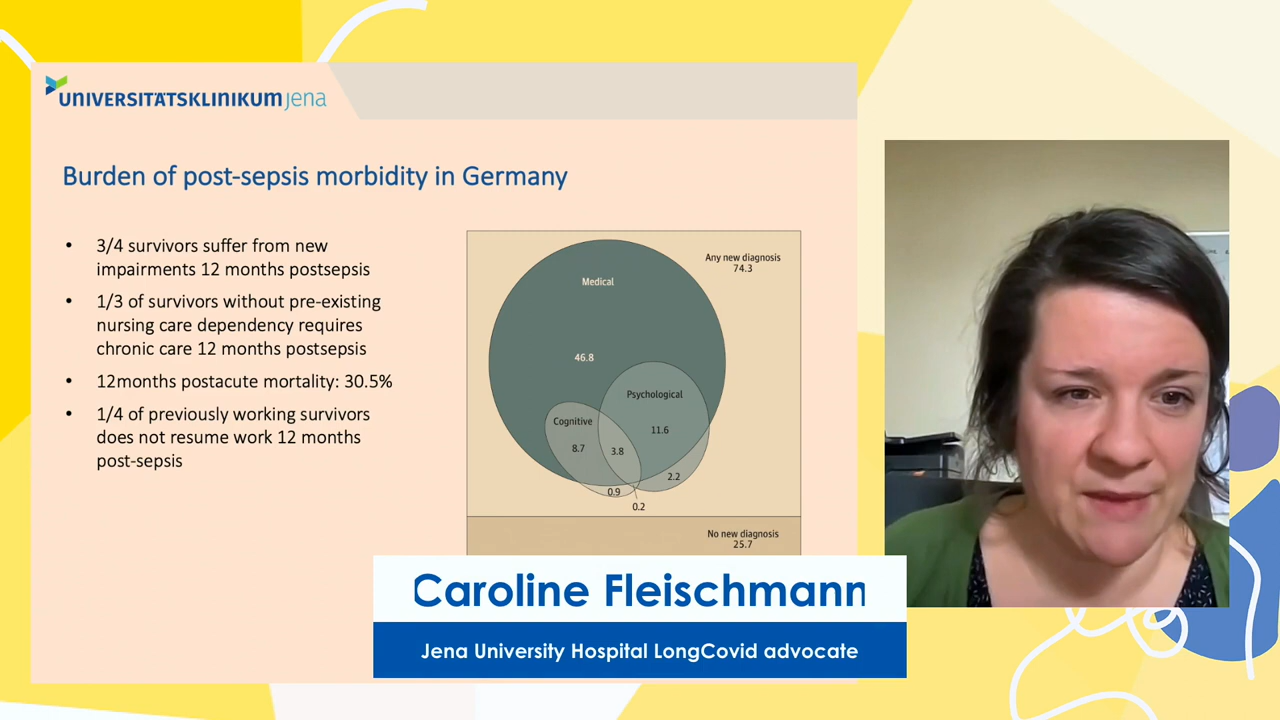 UNIVERSITÄTSKLINIKUM jena
Burden of post-sepsis morbidity in Germany
• 3/4 survivors suffer from new
impairments 12 months postsepsis
• 1/3 of survivors without pre-existing
nursing care dependency requires
chronic care 12 months postsepsis
• 12months postacute mortality: 30.5%
• 1/4 of previously working survivors
does not resume work 12 months
post-sepsis
Any new diagnosis
74.3
Medical
46.8
Psychological
11.6
Cognitive
8.7
3.8
2.2
0.9
0.2
No new diagnosis
25.7
Caroline Fleischmann
Jena University Hospital LongCovid advocate